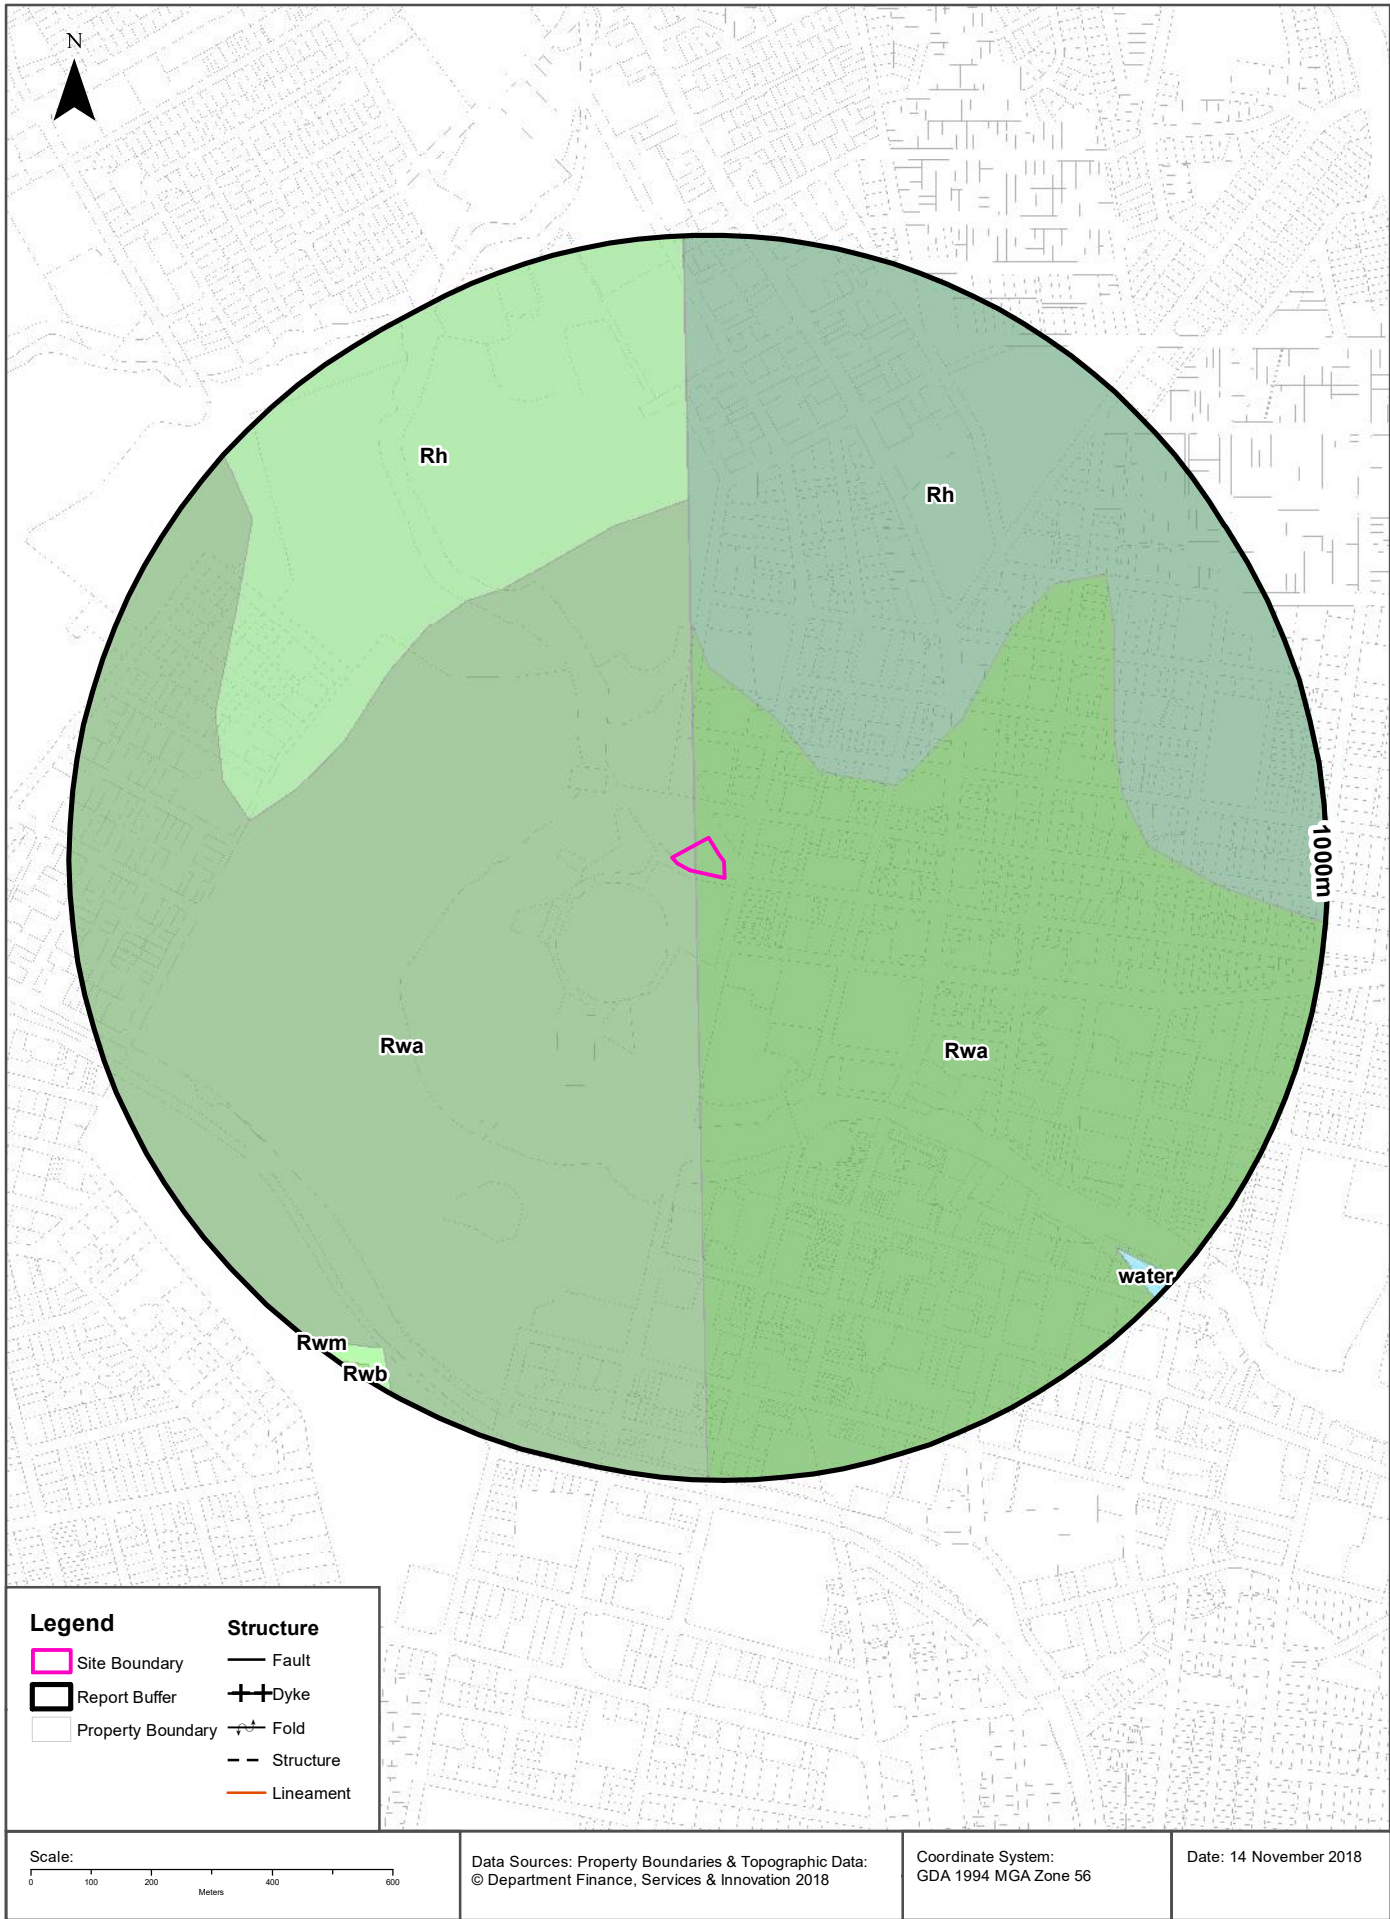 N
Rh
Rh
1000m
Rwa
Rwa
water
Rwm
Rwb
Legend
Site Boundary
Report Buffer
Property Boundary
Structure
Fault
Dyke
Fold
Structure
Lineament
Scale:
0 100 200 400 600
Meters
Data Sources: Property Boundaries & Topographic Data:
© Department Finance, Services & Innovation 2018
Coordinate System:
GDA 1994 MGA Zone 56
Date: 14 November 2018